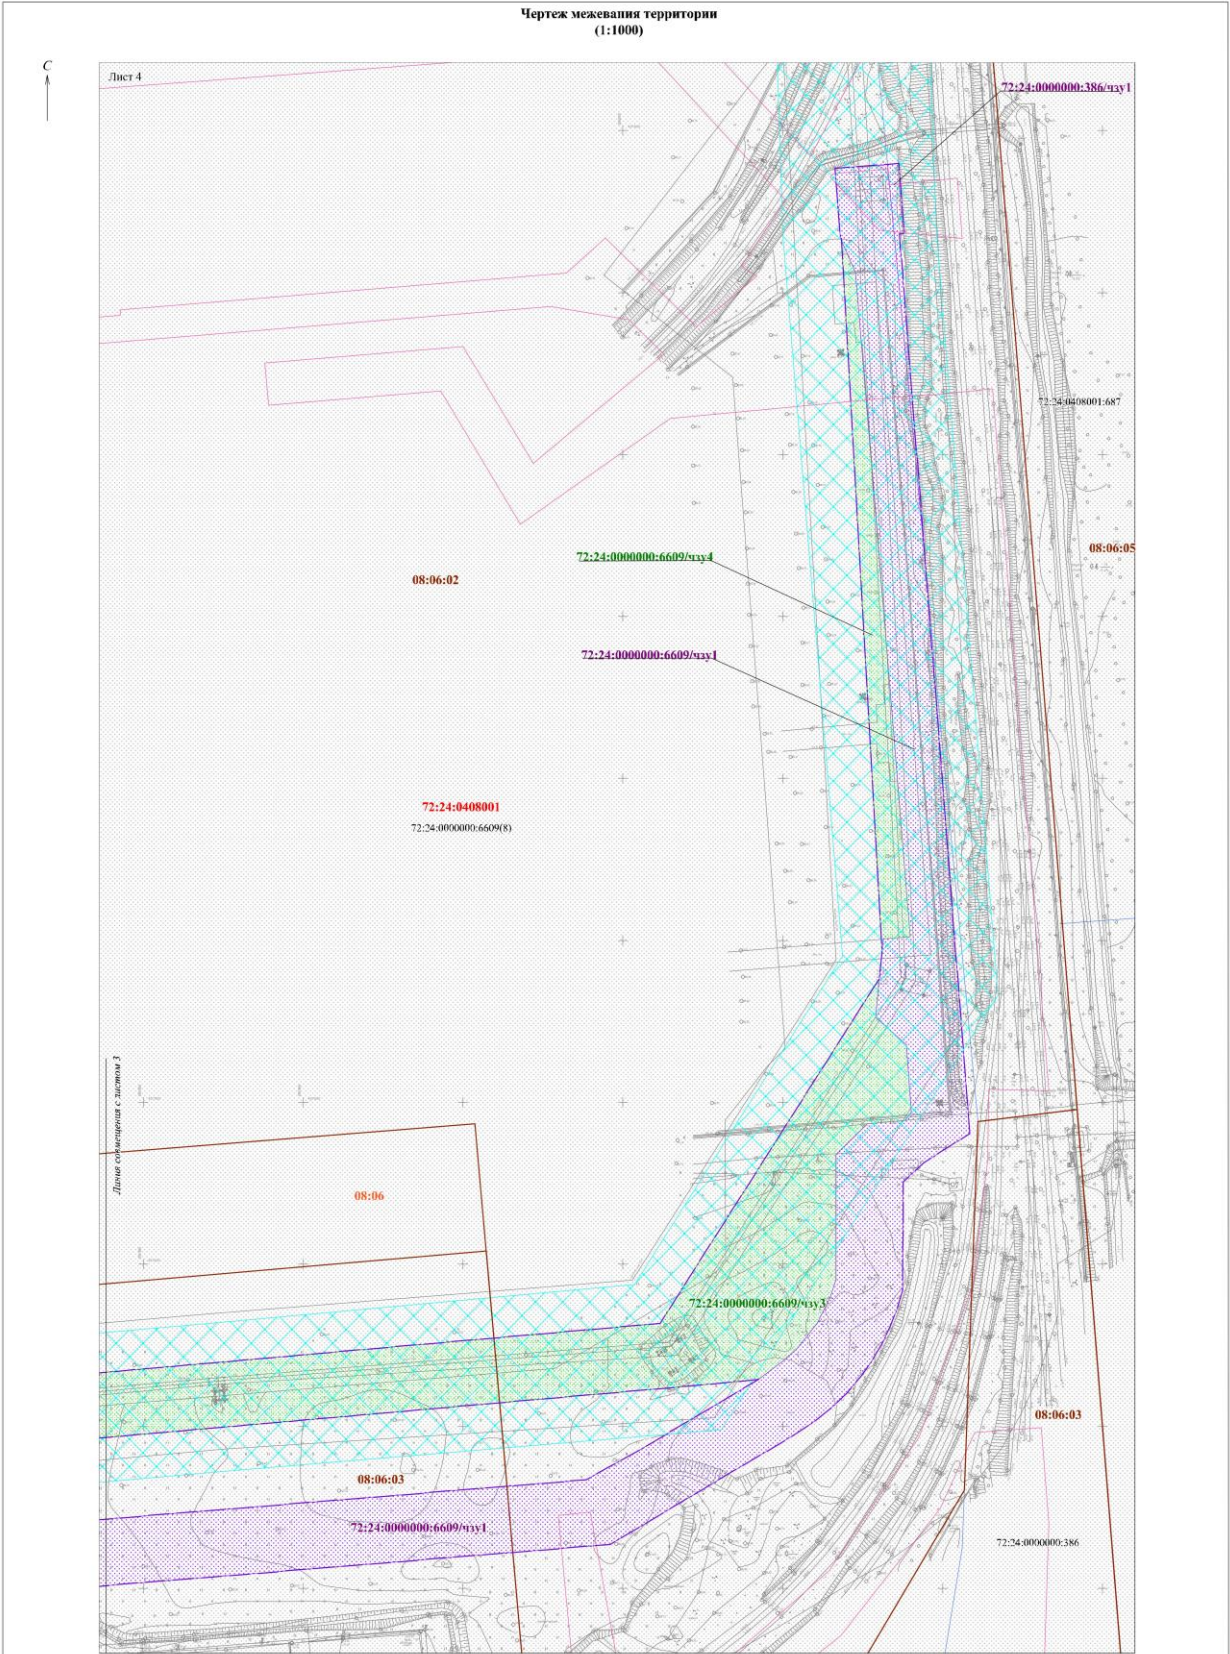 Чертеж межевания территории
(1:1000)
С
Лист 4
72:24:0000000:386/чзу1
72:24:0408001:687
08:06:05
72:24:0000000:6609/чзу4
08:06:02
72:24:0000000:6609/чзу1
72:24:0408001
72:24:0000000:6609(8)
Линия совмещения с листом 3
08:06
72:24:0000000:6609/чзу3
08:06:03
08:06:03
72:24:0000000:6609/чзу1
72:24:0000000:386